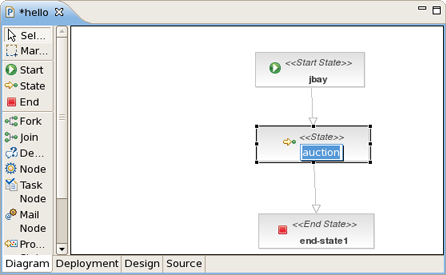 *hello
Sel...
Mar...
Start
State
End
Fork
Join
De...
Node
Task
Node
Mail
Node
Pro...
<<Start State>>
jbay
<<State>>
auction
<<End State>>
end-state1
Diagram Deployment Design Source